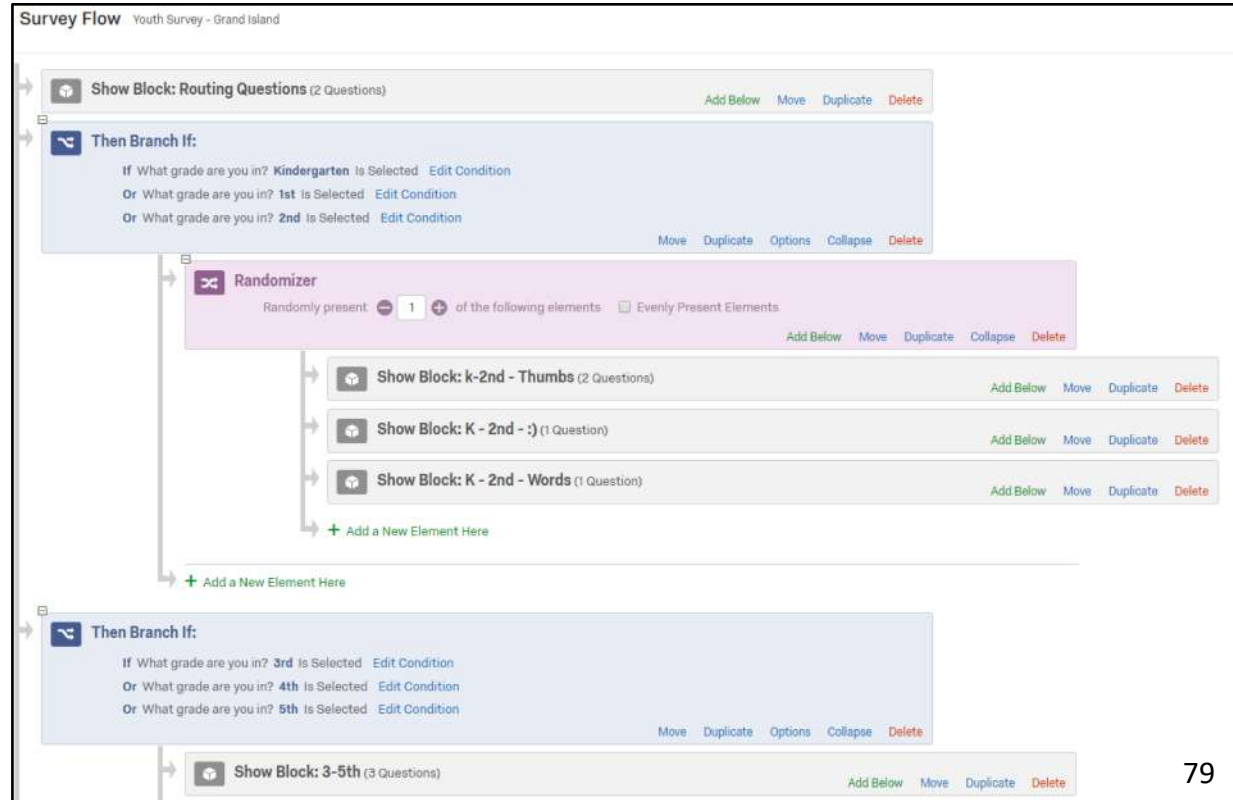 Survey Flow Youth Survey - Grand Island
Show Block: Routing Questions (2 Questions)
Add Below Move Duplicate Delete
Then Branch If:
If What grade are you in? Kindergarten Is Selected Edit Condition
Or What grade are you in? 1st Is Selected Edit Condition
Or What grade are you in? 2nd Is Selected Edit Condition
Move Duplicate Options Collapse Delete
Randomizer
Randomly present 1 of the following elements Evenly Present Elements
Add Below Move Duplicate Collapse Delete
Show Block: k-2nd - Thumbs (2 Questions)
Add Below Move Duplicate Delete
Show Block: K - 2nd - :) (1 Question)
Add Below Move Duplicate Delete
Show Block: K - 2nd - Words (1 Question)
Add Below Move Duplicate Delete
+ Add a New Element Here
+ Add a New Element Here
Then Branch If:
If What grade are you in? 3rd Is Selected Edit Condition
Or What grade are you in? 4th Is Selected Edit Condition
Or What grade are you in? 5th Is Selected Edit Condition
Move Duplicate Options Collapse Delete
Show Block: 3-5th (3 Questions)
Add Below Move Duplicate Delete
79